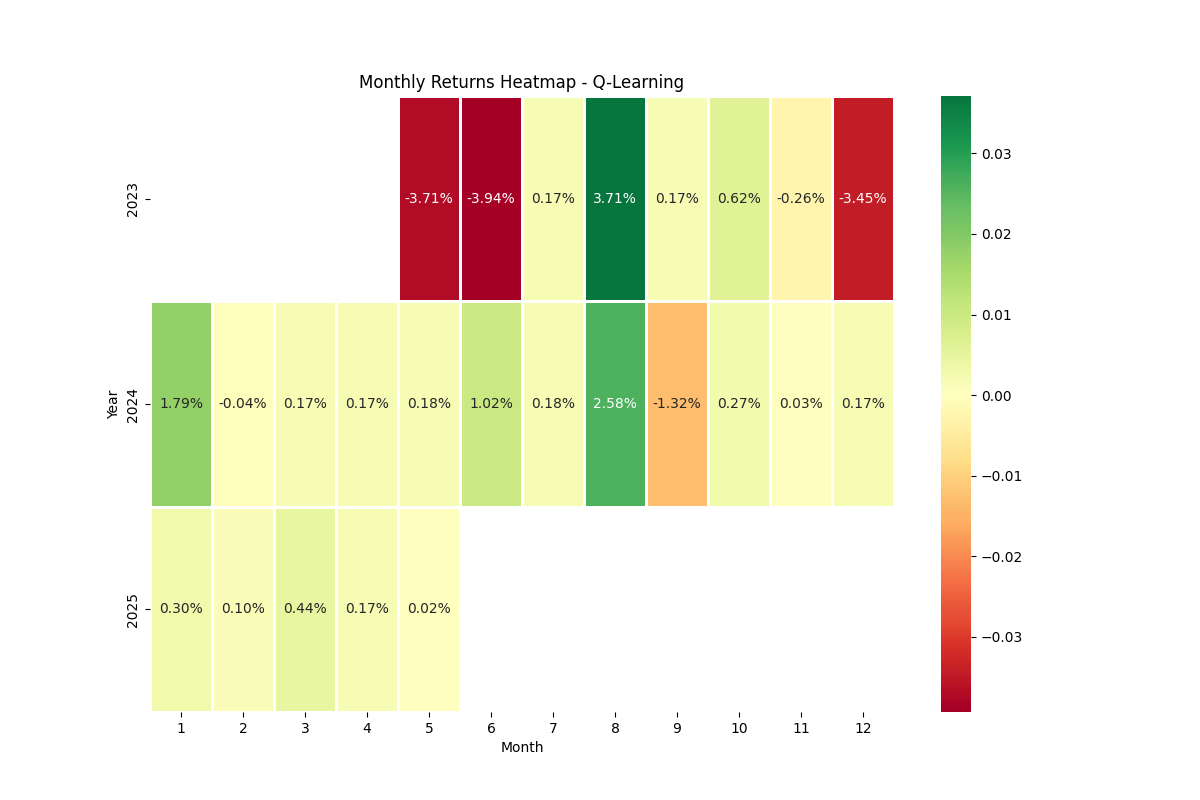 Monthly Returns Heatmap - Q-Learning
Year
2023
-3.71% -3.94% 0.17% 3.71% 0.17% 0.62% -0.26% -3.45%
2024
1.79% -0.04% 0.17% 0.17% 0.18% 1.02% 0.18% 2.58% -1.32% 0.27% 0.03% 0.17%
2025
0.30% 0.10% 0.44% 0.17% 0.02%
1 2 3 4 5 6 7 8 9 10 11 12
Month
0.03
0.02
0.01
0.00
−0.01
−0.02
−0.03